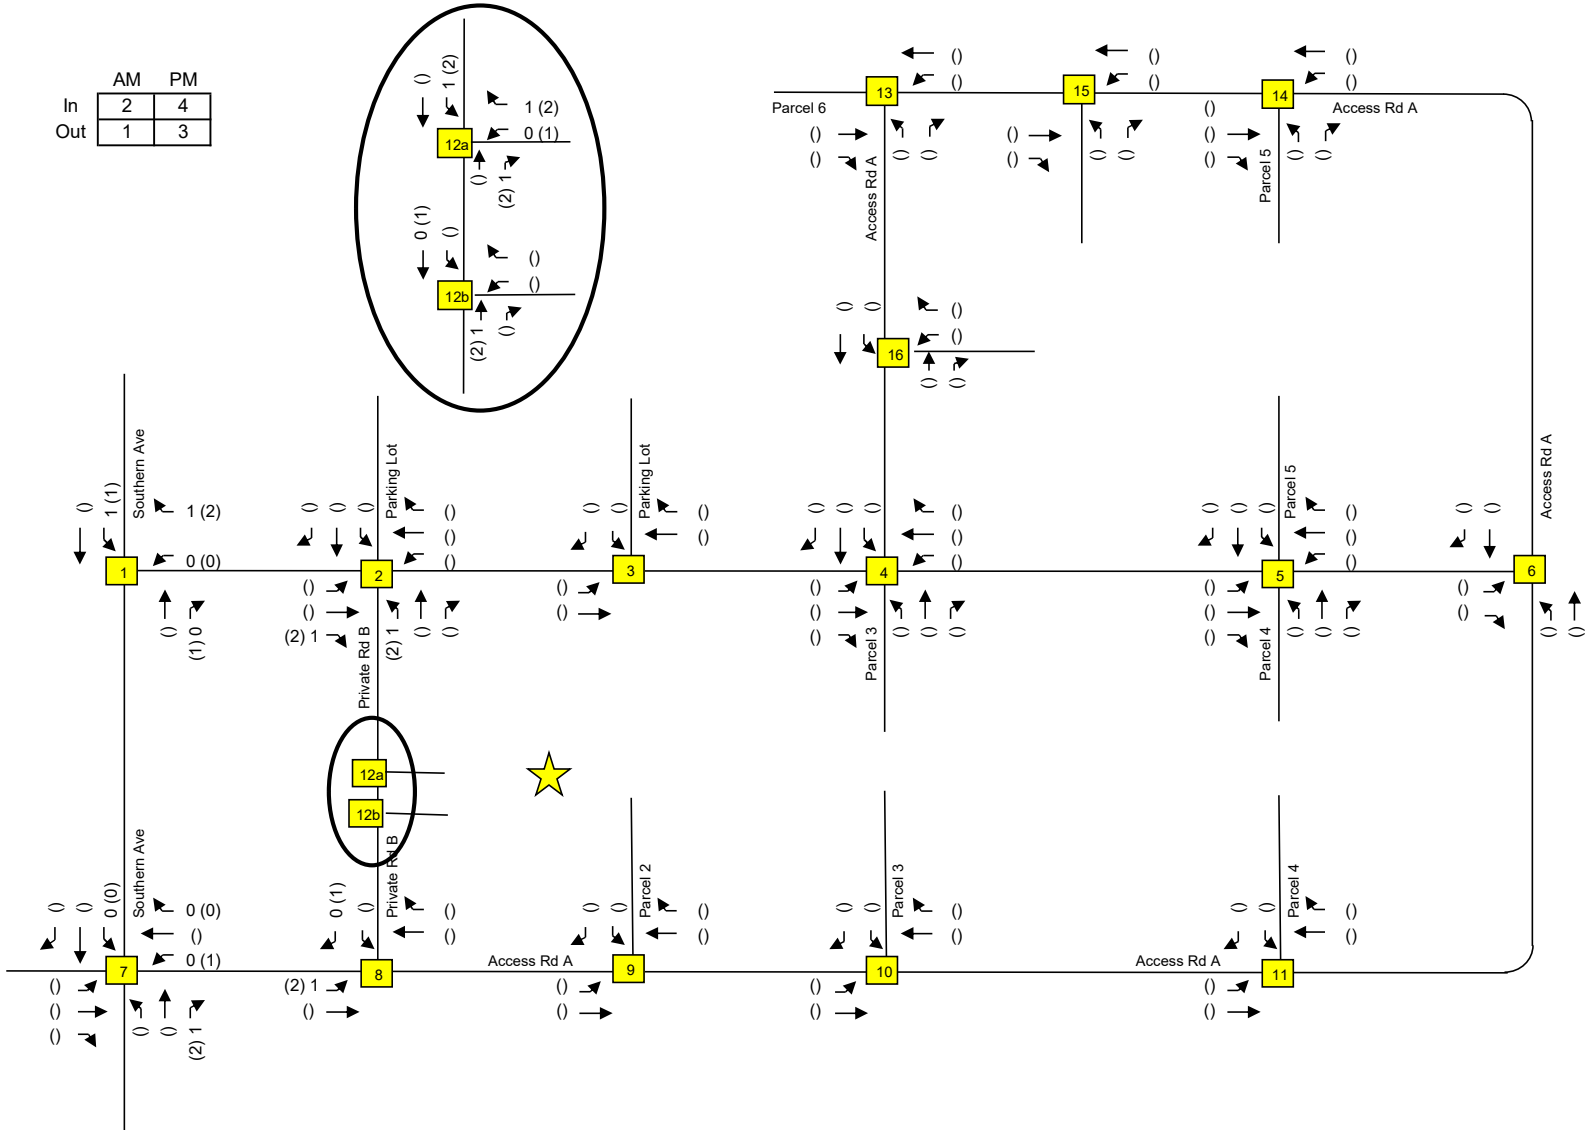 AM PM
In 2 4
Out 1 3
()
1 (2)
1 (2)
0 (1)
12a
()
(2) 1
0 (1)
()
()
()
12b
(2) 1
()
() () ()
() () ()
13 15 14
Parcel 6
Access Rd A
()
() () ()
() () ()
() () () () () ()
Access Rd A
Parcel 5
() () ()
()
16
() ()
Southern Ave
Parking Lot
Parking Lot
Parcel 5
Access Rd A
() 1 (1) 1 (2)
() () () ()
() () ()
() () () ()
() () () ()
() ()
() () () ()
0 (0) () () ()
1 2 3 4 5 6
() () () () ()
() () () () ()
(2) 1 () ()
() (1) 0
(2) 1 () ()
() () ()
() () ()
() ()
Private Rd B
Parcel 3
Parcel 4
12a
12b
Southern Ave
Private Rd B
Parcel 2
Parcel 3
Parcel 4
() () 0 (0) 0 (0)
0 (1) () ()
() () ()
() () ()
() () ()
() () () () ()
0 (1)
Access Rd A
Access Rd A
7 8 9 10 11
() (2) 1 () () ()
() () () () ()
()
() () (2) 1